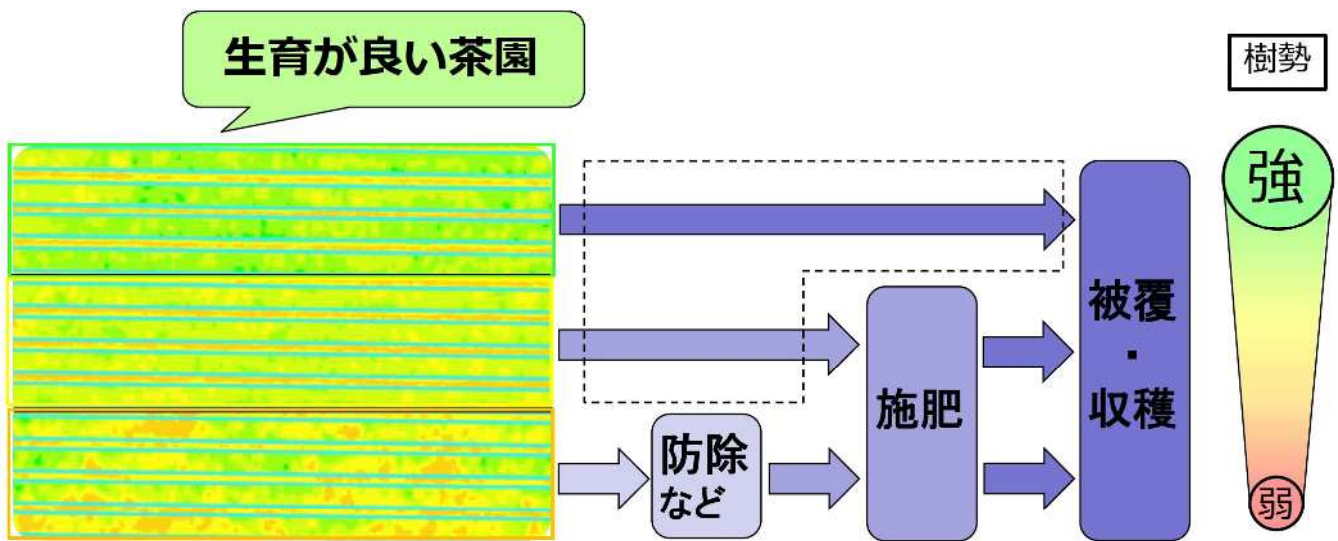 生育が良い茶園
樹勢
強
被覆
・
収穫
施肥
防除
など
弱